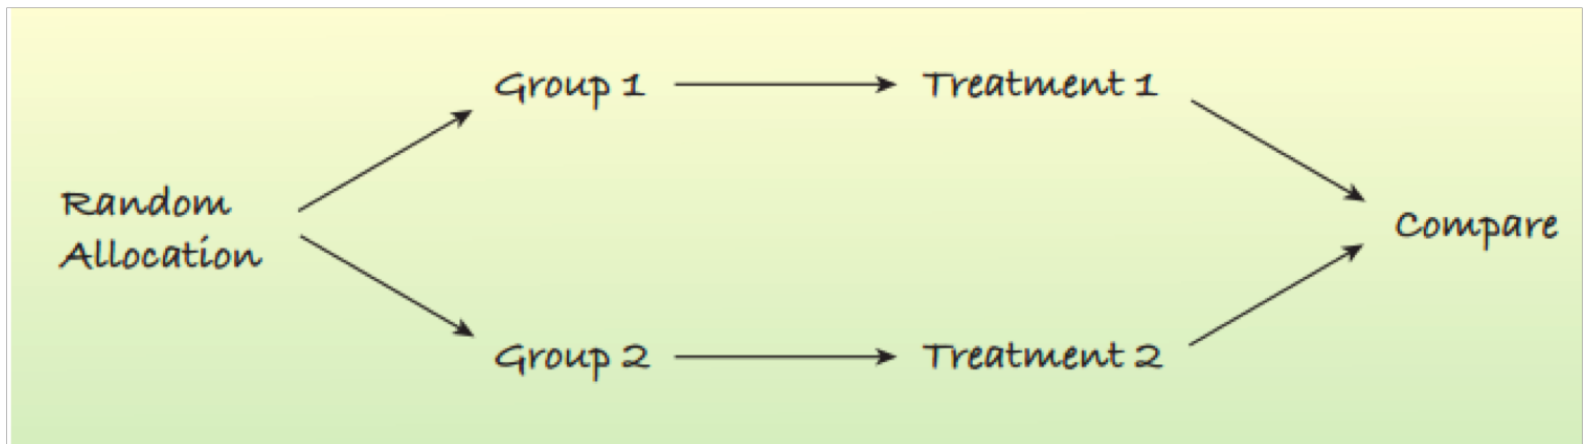 Group 1
Treatment 1
Random
Allocation
Compare
Group 2
Treatment 2